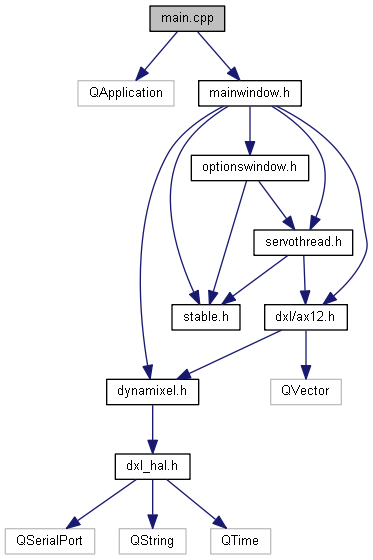 main.cpp
QApplication
mainwindow.h
optionswindow.h
servothread.h
stable.h
dxl/ax12.h
dynamixel.h
QVector
dxl_hal.h
QSerialPort
QString
QTime